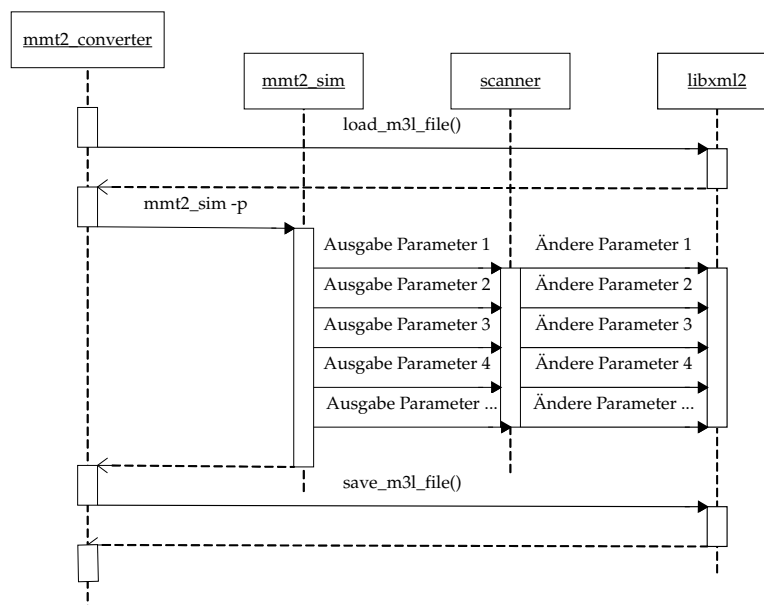 mmt2_converter
mmt2_sim
scanner
libxml2
load_m3l_file()
mmt2_sim -p
Ausgabe Parameter 1
Ändere Parameter 1
Ausgabe Parameter 2
Ändere Parameter 2
Ausgabe Parameter 3
Ändere Parameter 3
Ausgabe Parameter 4
Ändere Parameter 4
Ausgabe Parameter ...
Ändere Parameter ...
save_m3l_file()